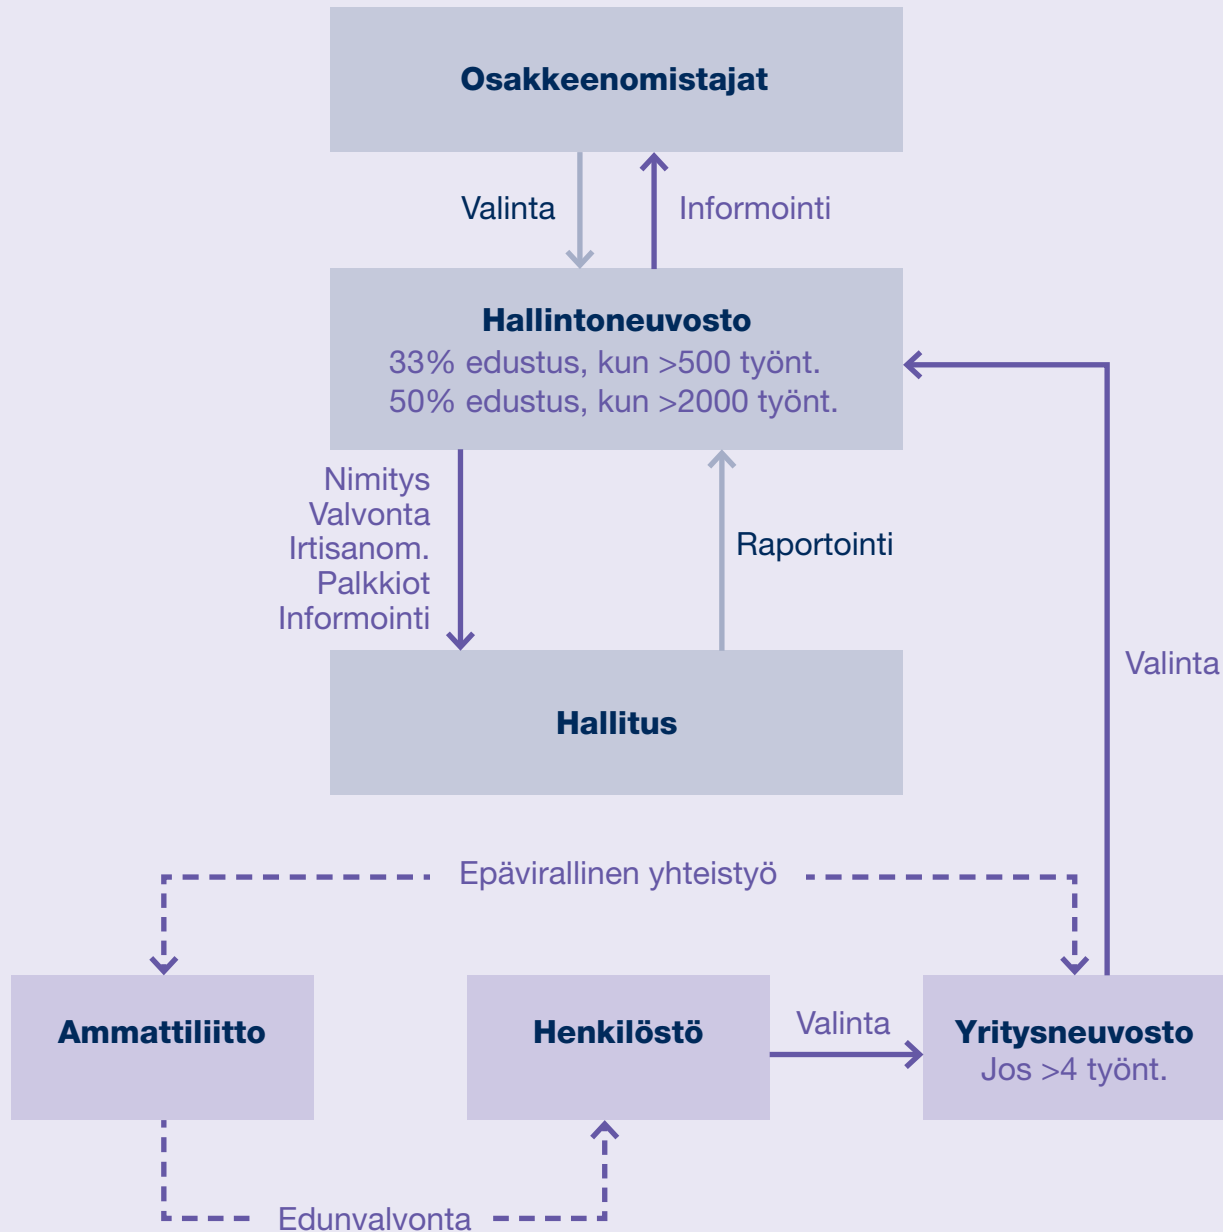 Osakkeenomistajat
Valinta
Informointi
Hallintoneuvosto
33% edustus, kun >500 työnt.
50% edustus, kun >2000 työnt.
Nimitys
Valvonta
Irtisanom.
Palkkiot
Informointi
Raportointi
Valinta
Hallitus
Epävirallinen yhteistyö
Ammattiliitto
Henkilöstö
Valinta
Yritysneuvosto
Jos >4 työnt.
Edunvalvonta